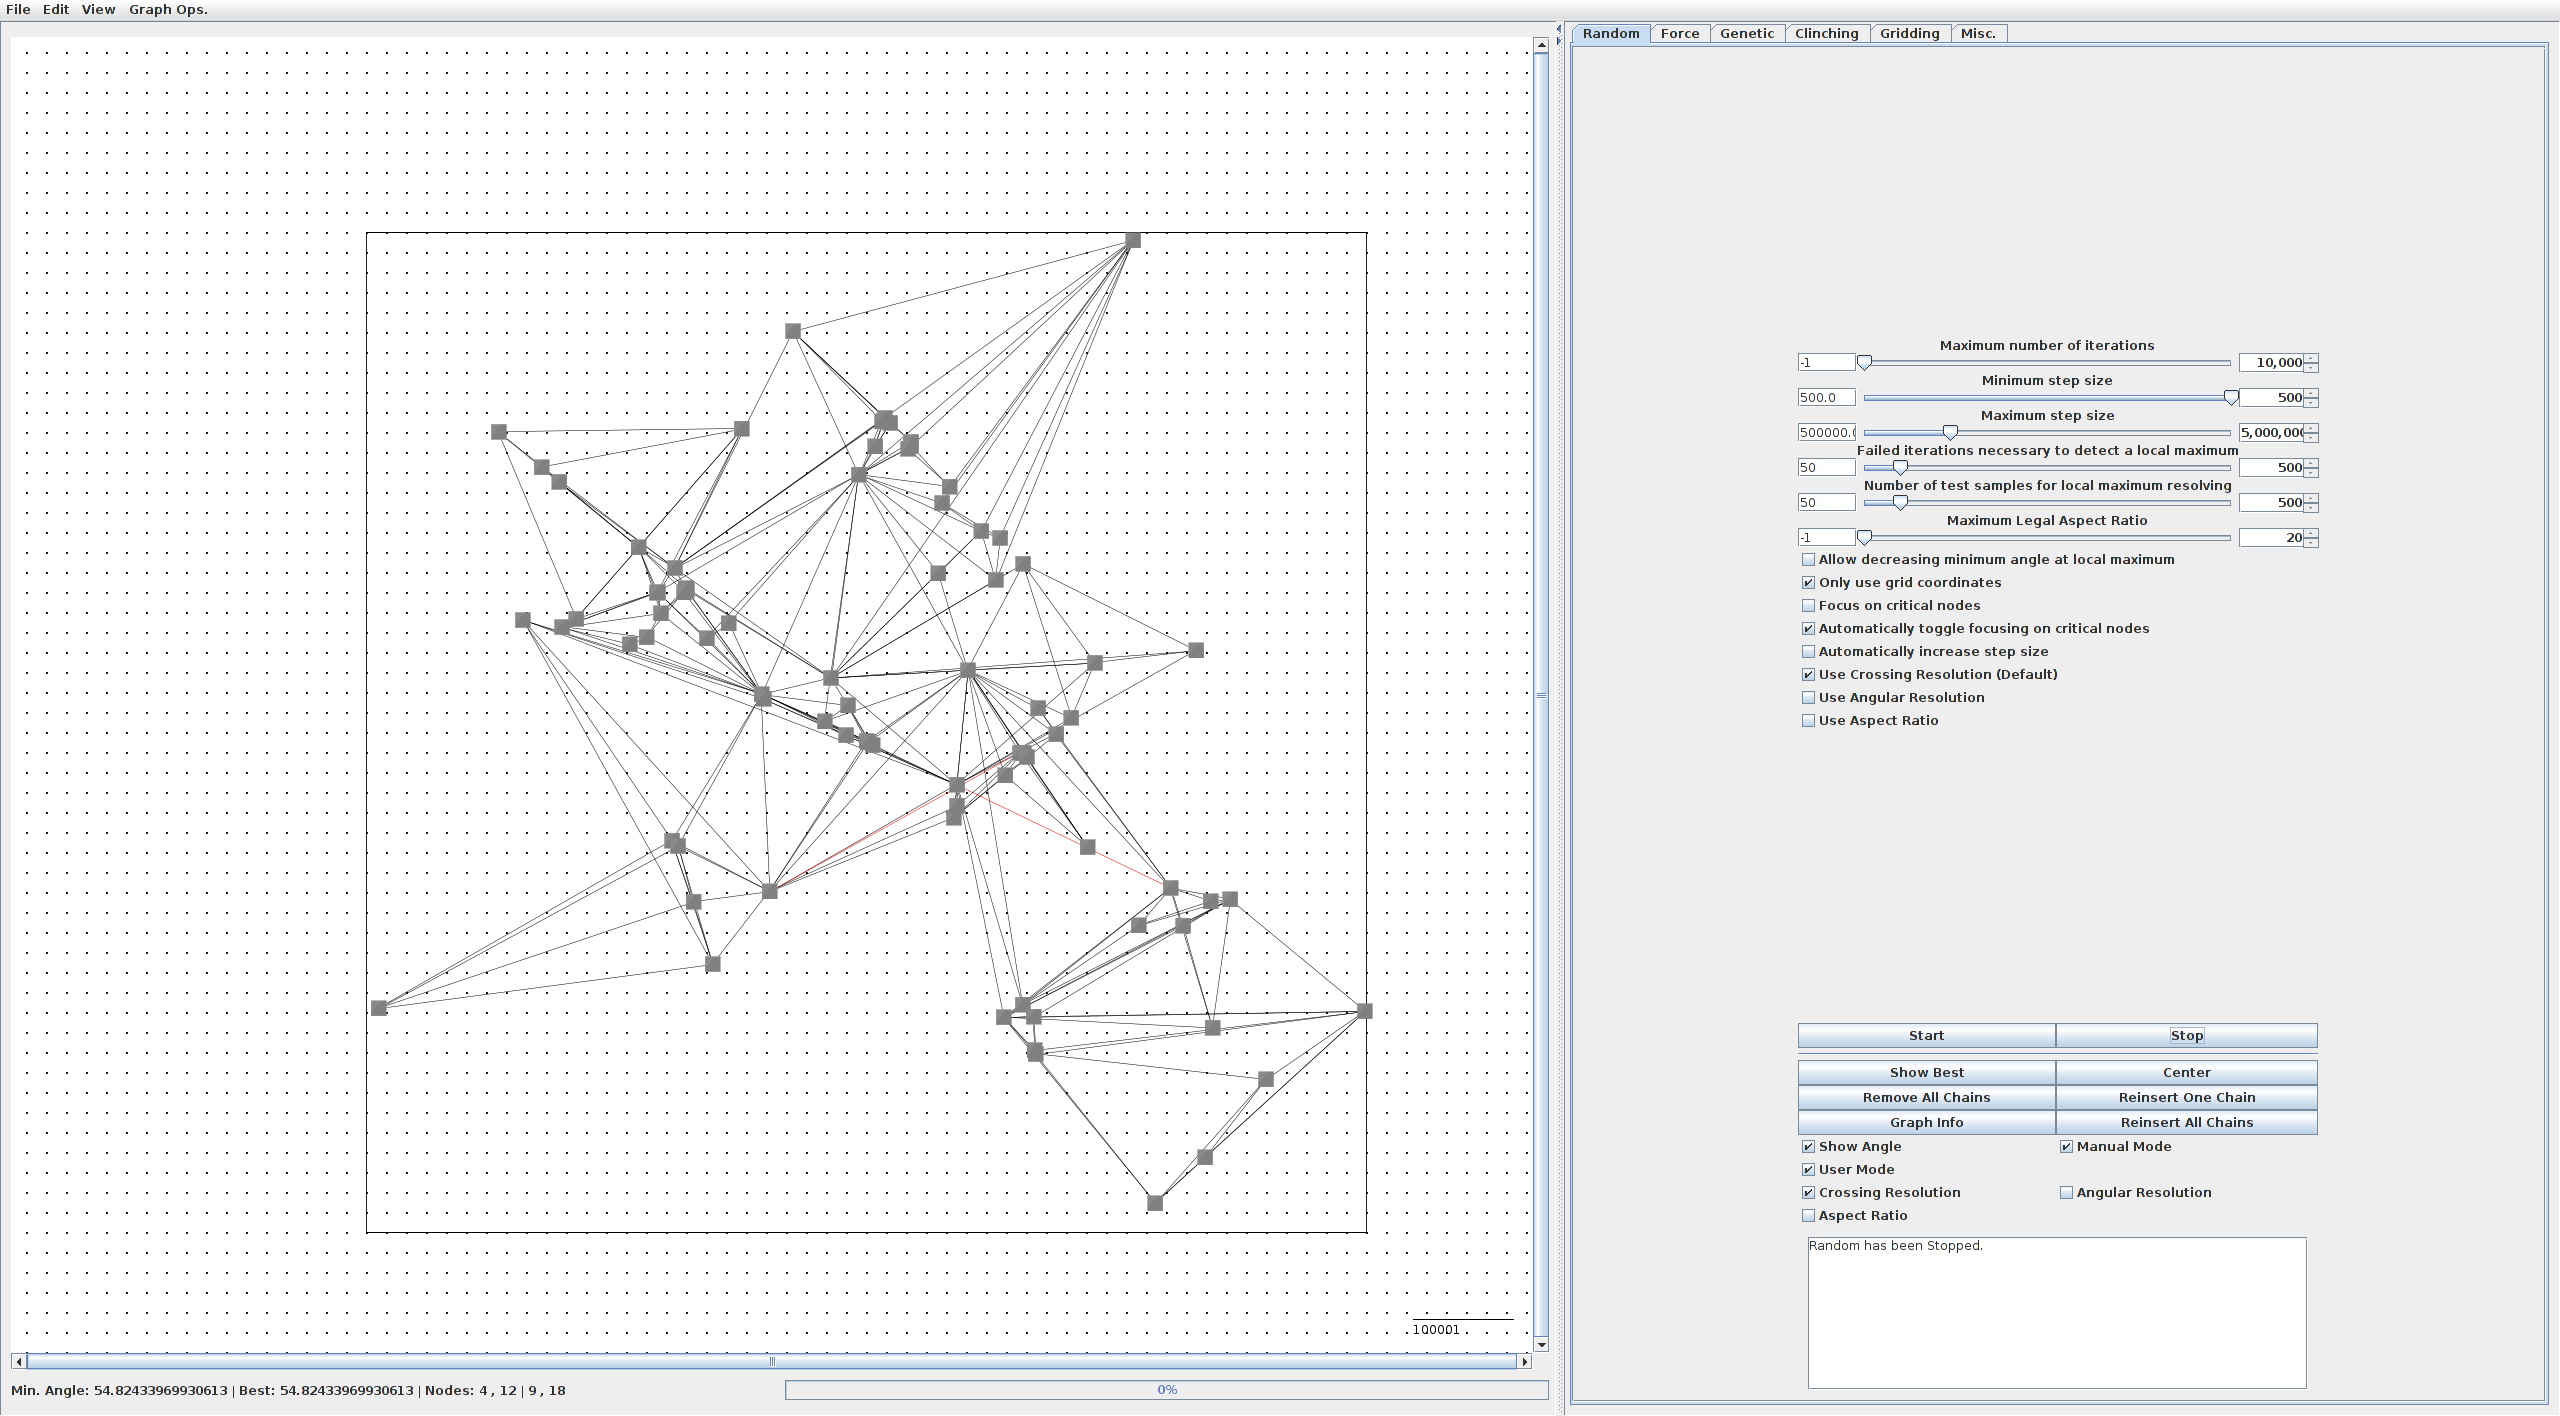 File Edit View Graph Ops.
Random Force Genetic Clinching Gridding Misc.
Maximum number of iterations
-1 10,000
Minimum step size
500.0 500
Maximum step size
500000. 5,000,000
Failed iterations necessary to detect a local maximum
50 500
Number of test samples for local maximum resolving
50 500
Maximum Legal Aspect Ratio
-1 20
Allow decreasing minimum angle at local maximum
Only use grid coordinates
Focus on critical nodes
Automatically toggle focusing on critical nodes
Automatically increase step size
Use Crossing Resolution (Default)
Use Angular Resolution
Use Aspect Ratio
Start Stop
Show Best Center
Remove All Chains Reinsert One Chain
Graph Info Reinsert All Chains
Show Angle Manual Mode
User Mode
Crossing Resolution Angular Resolution
Aspect Ratio
Random has been Stopped.
100001
Min. Angle: 54.82433969930613 | Best: 54.82433969930613 | Nodes: 4 , 12 | 9 , 18
0%